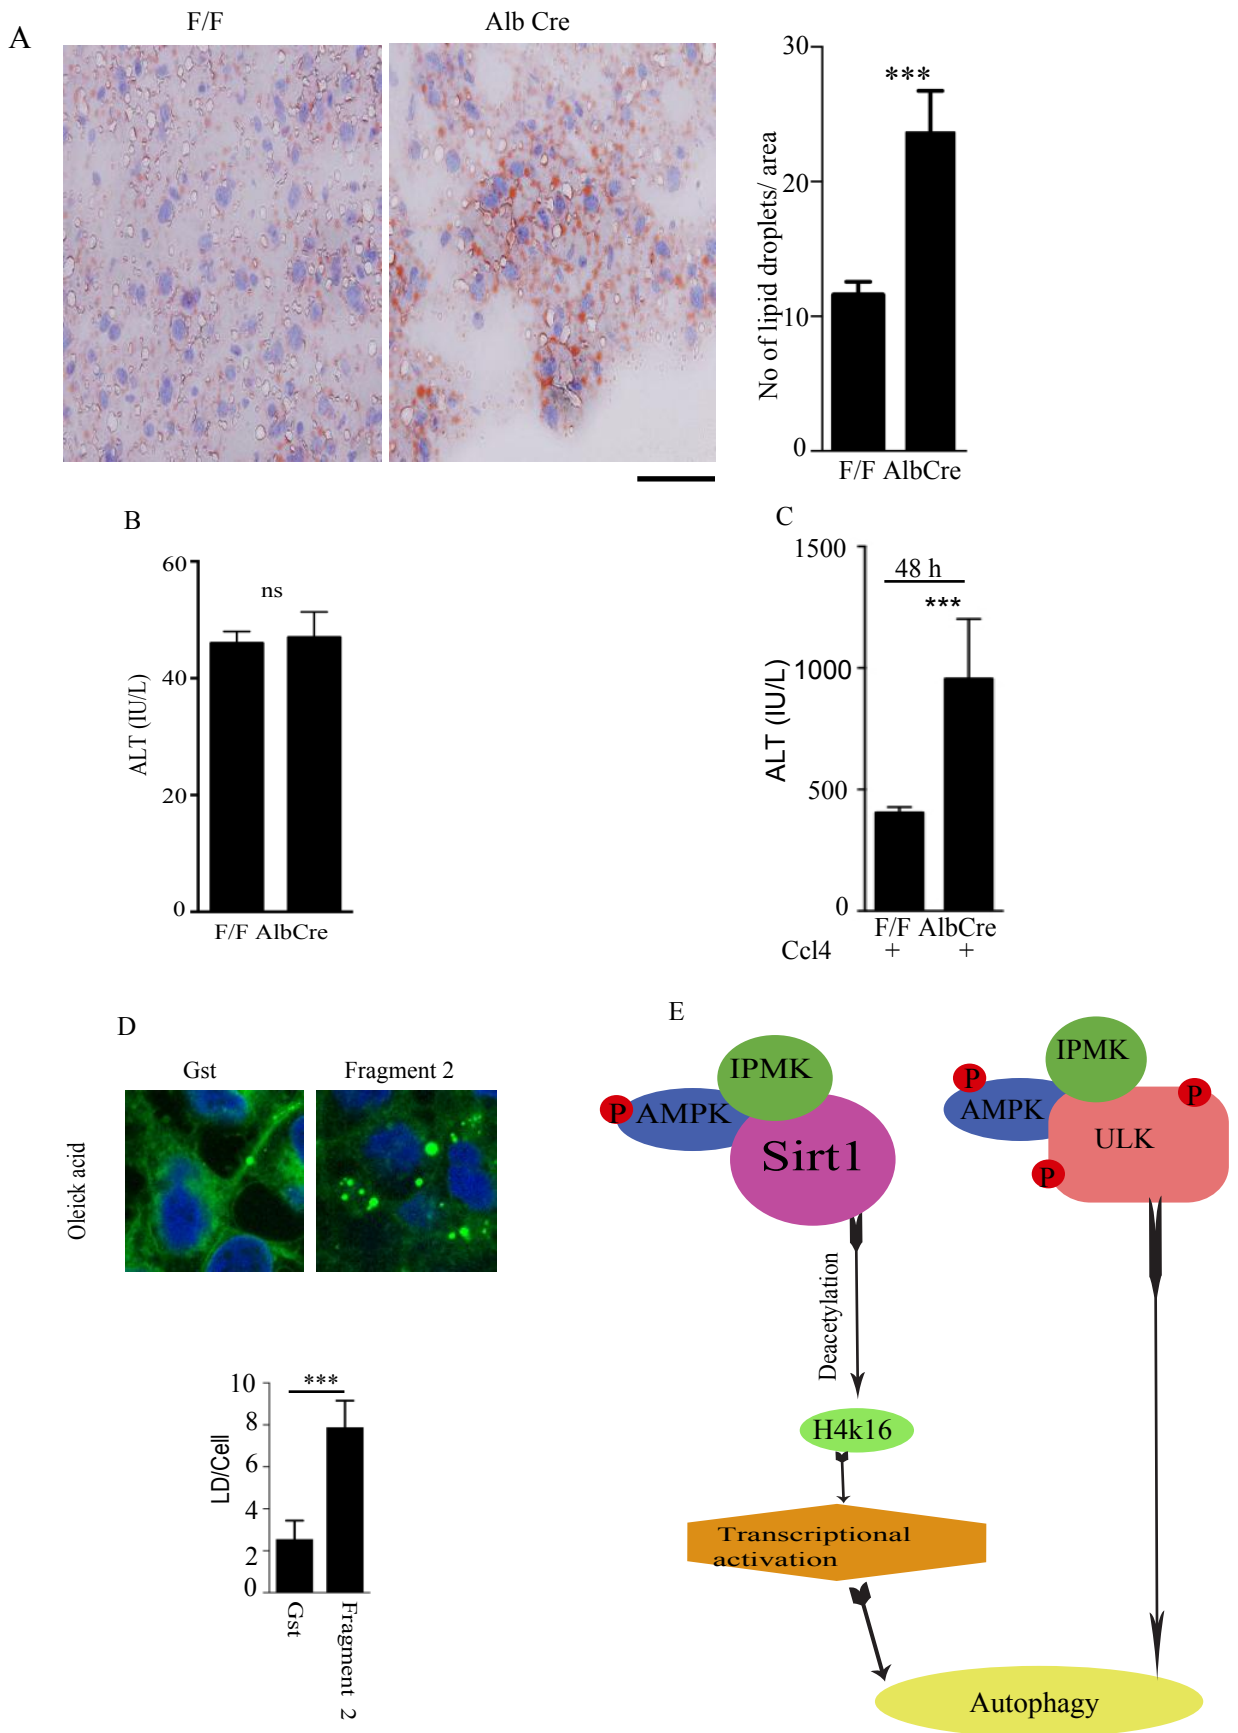 A
F/F
Alb Cre
No of lipid droplets/ area
30
20
10
0
***
F/F AlbCre
B
ALT (IU/L)
60
40
20
0
ns
F/F AlbCre
C
ALT (IU/L)
1500
1000
500
0
48 h
***
F/F AlbCre
Ccl4 + +
D
Gst
Fragment 2
Oleick acid
LD/Cell
10
8
6
4
2
0
***
Gst
Fragment 2
E
IPMK
P
AMPK
Sirt1
Deacetylation
H4k16
Transcriptional
activation
IPMK
P
AMPK
P
ULK
P
Autophagy